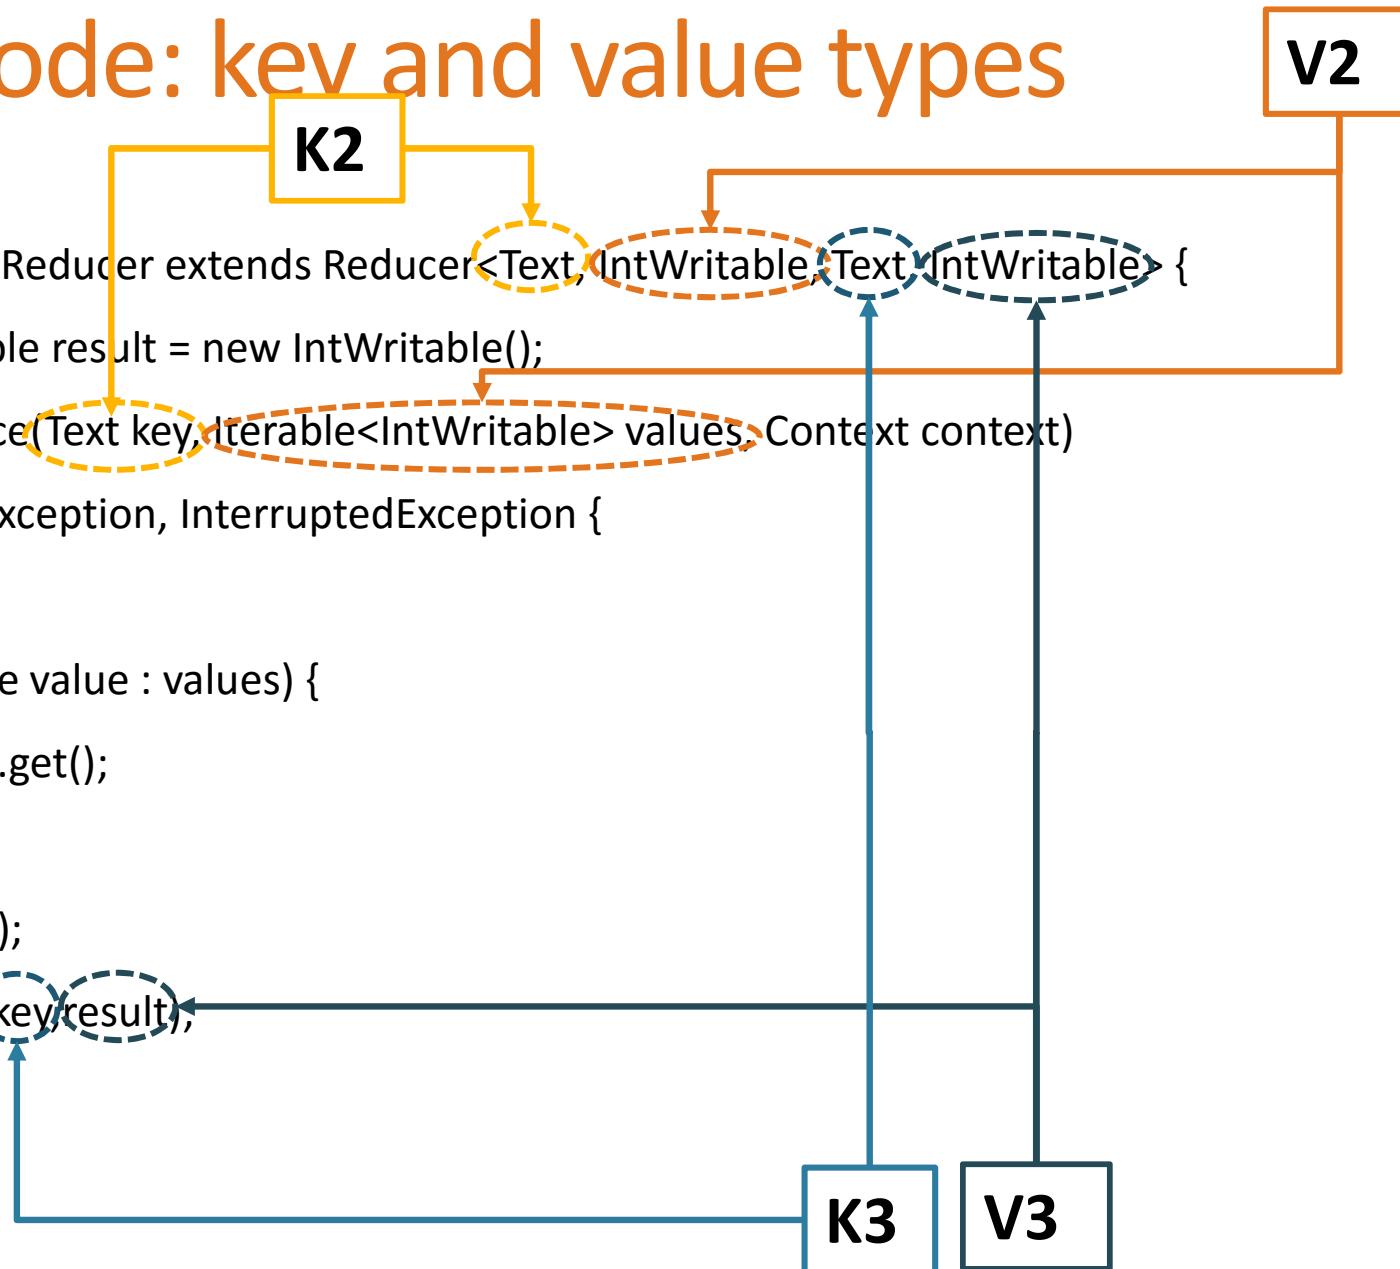 ode: key and value types
V2
K2
Reducer extends Reducer<Text, IntWritable, Text, IntWritable> {
ble result = new IntWritable();
ce(Text key, Iterable<IntWritable> values, Context context)
xception, InterruptedException {
e value : values) {
.get();
);
key,result);
K3
V3